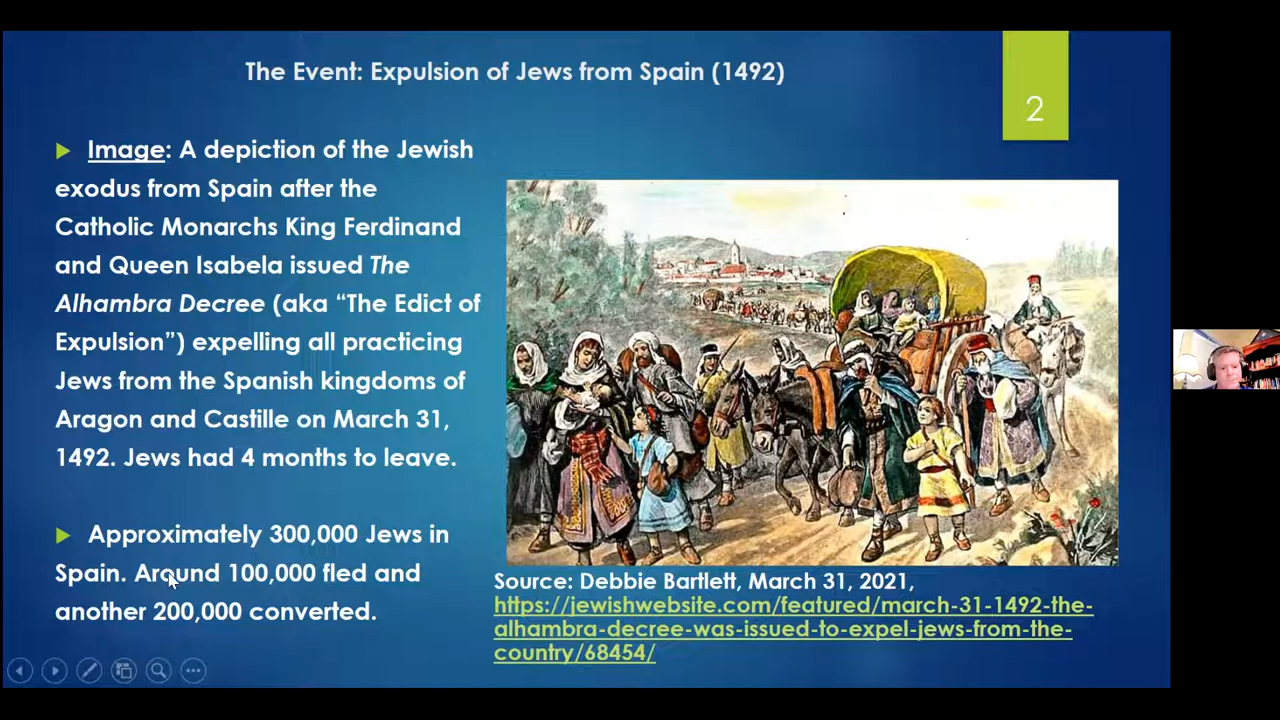 The Event: Expulsion of Jews from Spain (1492)
2
Image: A depiction of the Jewish
exodus from Spain after the
Catholic Monarchs King Ferdinand
and Queen Isabela issued The
Alhambra Decree (aka “The Edict of
Expulsion”) expelling all practicing
Jews from the Spanish kingdoms of
Aragon and Castille on March 31,
1492. Jews had 4 months to leave.
Approximately 300,000 Jews in
Spain. Around 100,000 fled and
another 200,000 converted.
Source: Debbie Bartlett, March 31, 2021,
https://jewishwebsite.com/featured/march-31-1492-the-
alhambra-decree-was-issued-to-expel-jews-from-the-
country/68454/